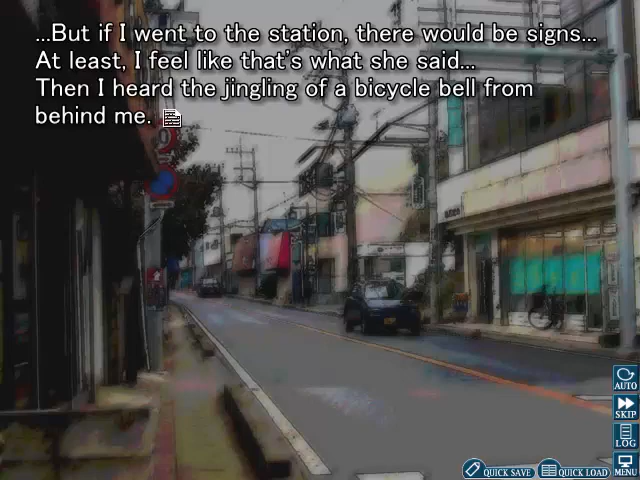 ...But if I went to the station, there would be signs...
At least, I feel like that's what she said...
Then I heard the jingling of a bicycle bell from
behind me.
AUTO
SKIP
LOG
MENU
QUICK SAVE
QUICK LOAD